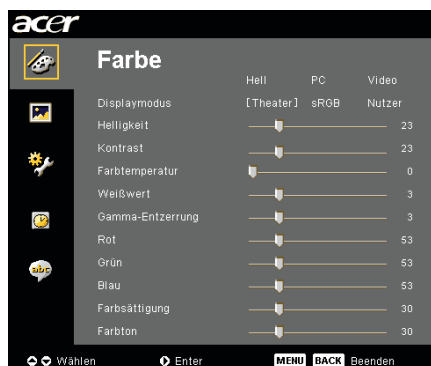 acer
Farbe
Hell PC Video
Displaymodus [Theater] sRGB Nutzer
Helligkeit 23
Kontrast 23
Farbtemperatur 0
Weißwert 3
Gamma-Entzerrung 3
Rot 53
Grün 53
Blau 53
Farbsättigung 30
Farbton 30
abc
Wählen Enter MENU BACK Beenden